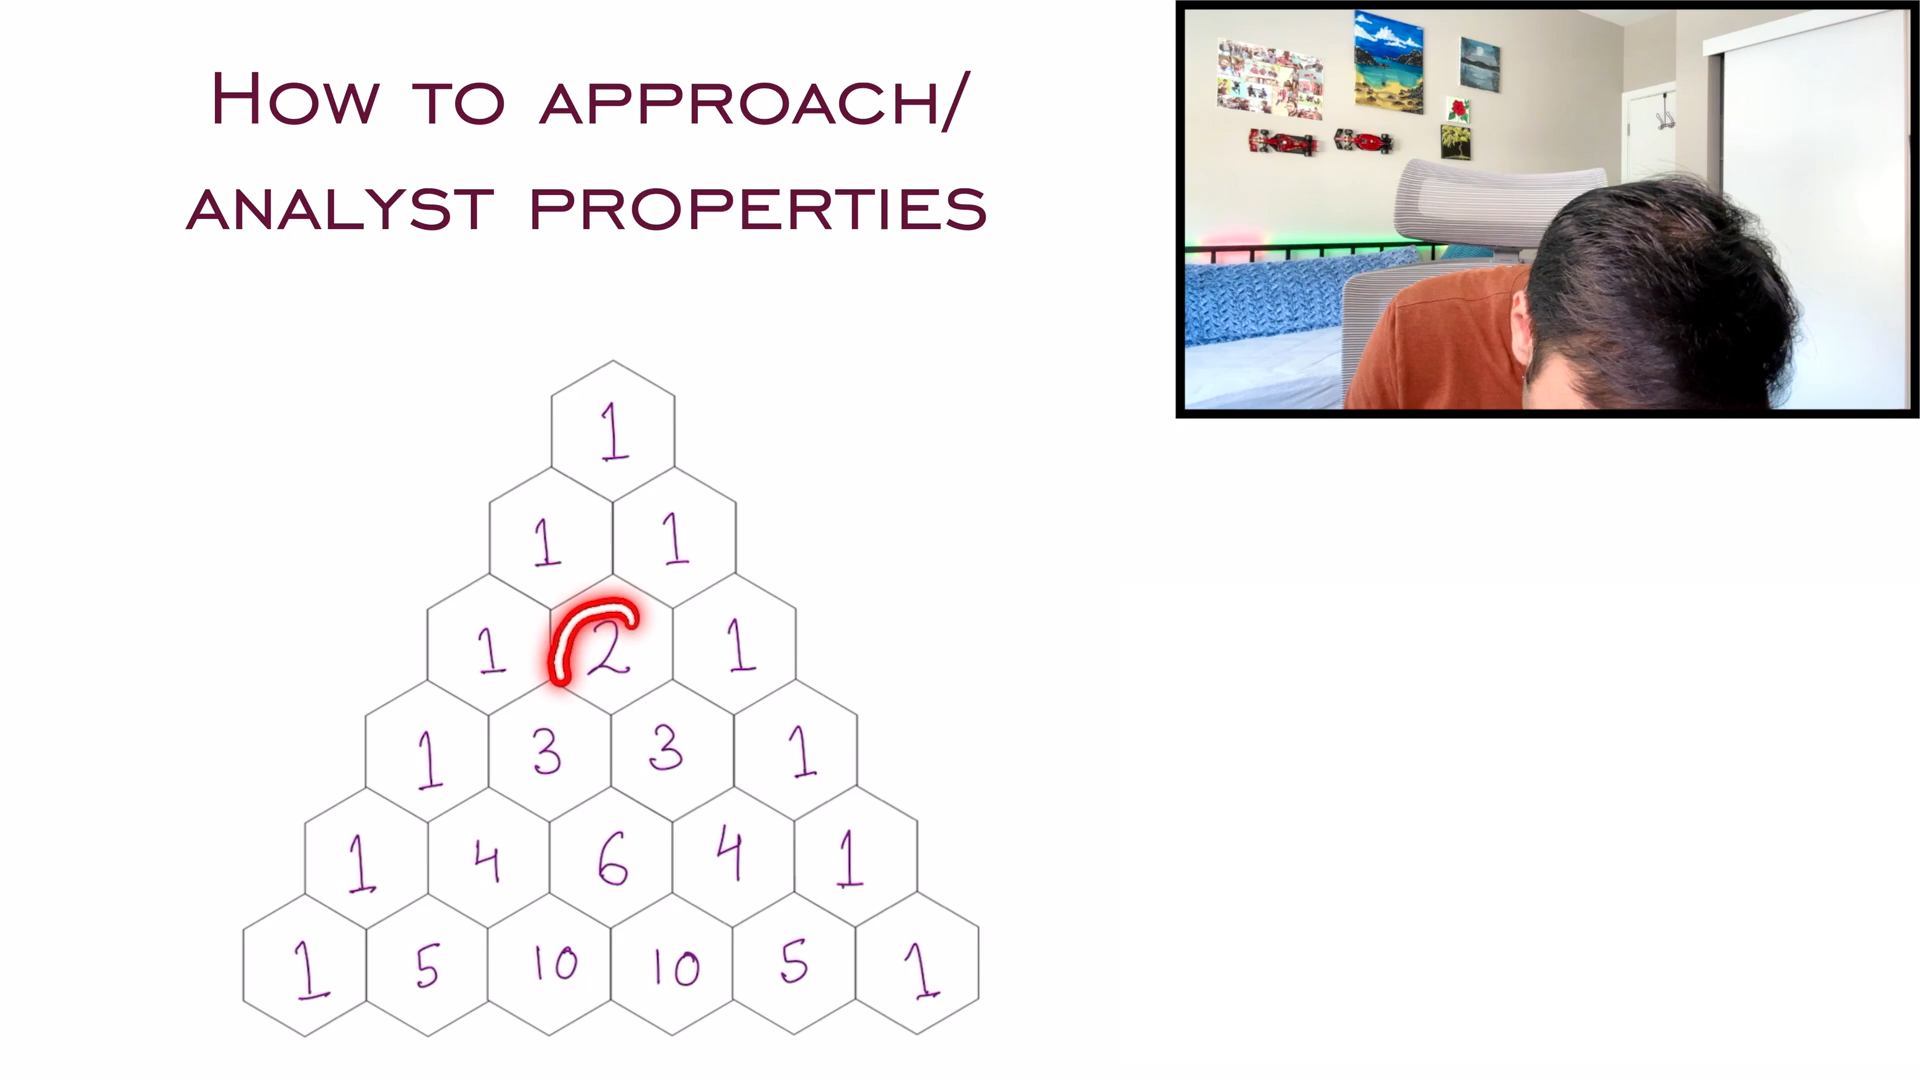 How to approach/
analyst properties
1
1 1
1 2 1
1 3 3 1
1 4 6 4 1
1 5 10 10 5 1